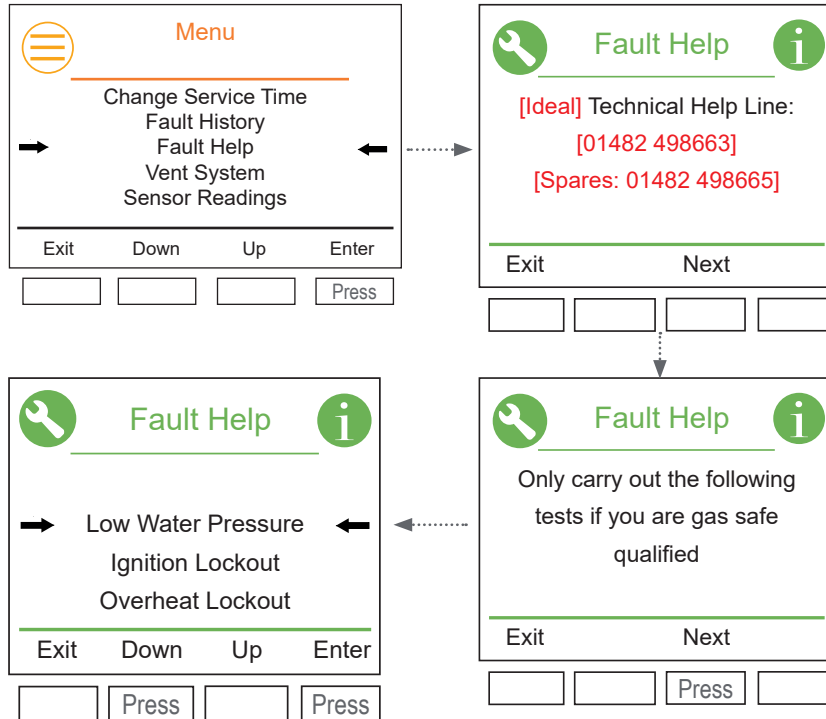 Menu
Change Service Time
Fault History
Fault Help
Vent System
Sensor Readings
Exit Down Up Enter
Press
Fault Help
i
[Ideal] Technical Help Line:
[01482 498663]
[Spares: 01482 498665]
Exit Next
Fault Help
i
Only carry out the following
tests if you are gas safe
qualified
Exit Next
Press
Fault Help
i
Low Water Pressure
Ignition Lockout
Overheat Lockout
Exit Down Up Enter
Press Press